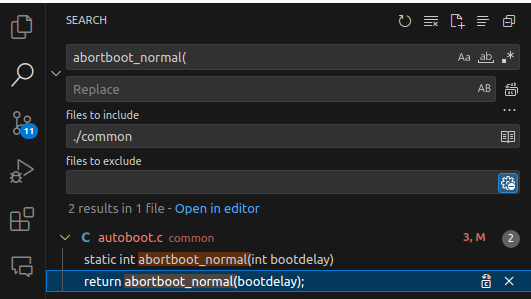 SEARCH
abortboot_normal(
Aa ab .*
Replace
AB
files to include
./common
files to exclude
11
2 results in 1 file - Open in editor
C autoboot.c common 3, M 2
static int abortboot_normal(int bootdelay)
return abortboot_normal(bootdelay);